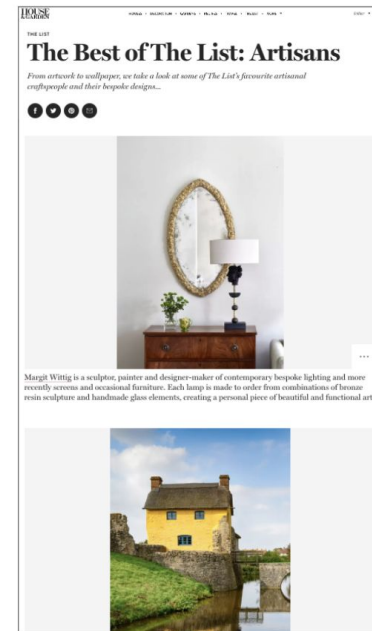 HOUSE
& GARDEN
THE LIST
The Best of The List: Artisans
From artwork to wallpaper, we take a look at some of The List's favourite artisanal
craftspeople and their bespoke designs...
Margit Wittig is a sculptor, painter and designer-maker of contemporary bespoke lighting and more
recently screens and occasional furniture. Each lamp is made to order from combinations of bronze
resin sculpture and handmade glass elements, creating a personal piece of beautiful and functional art